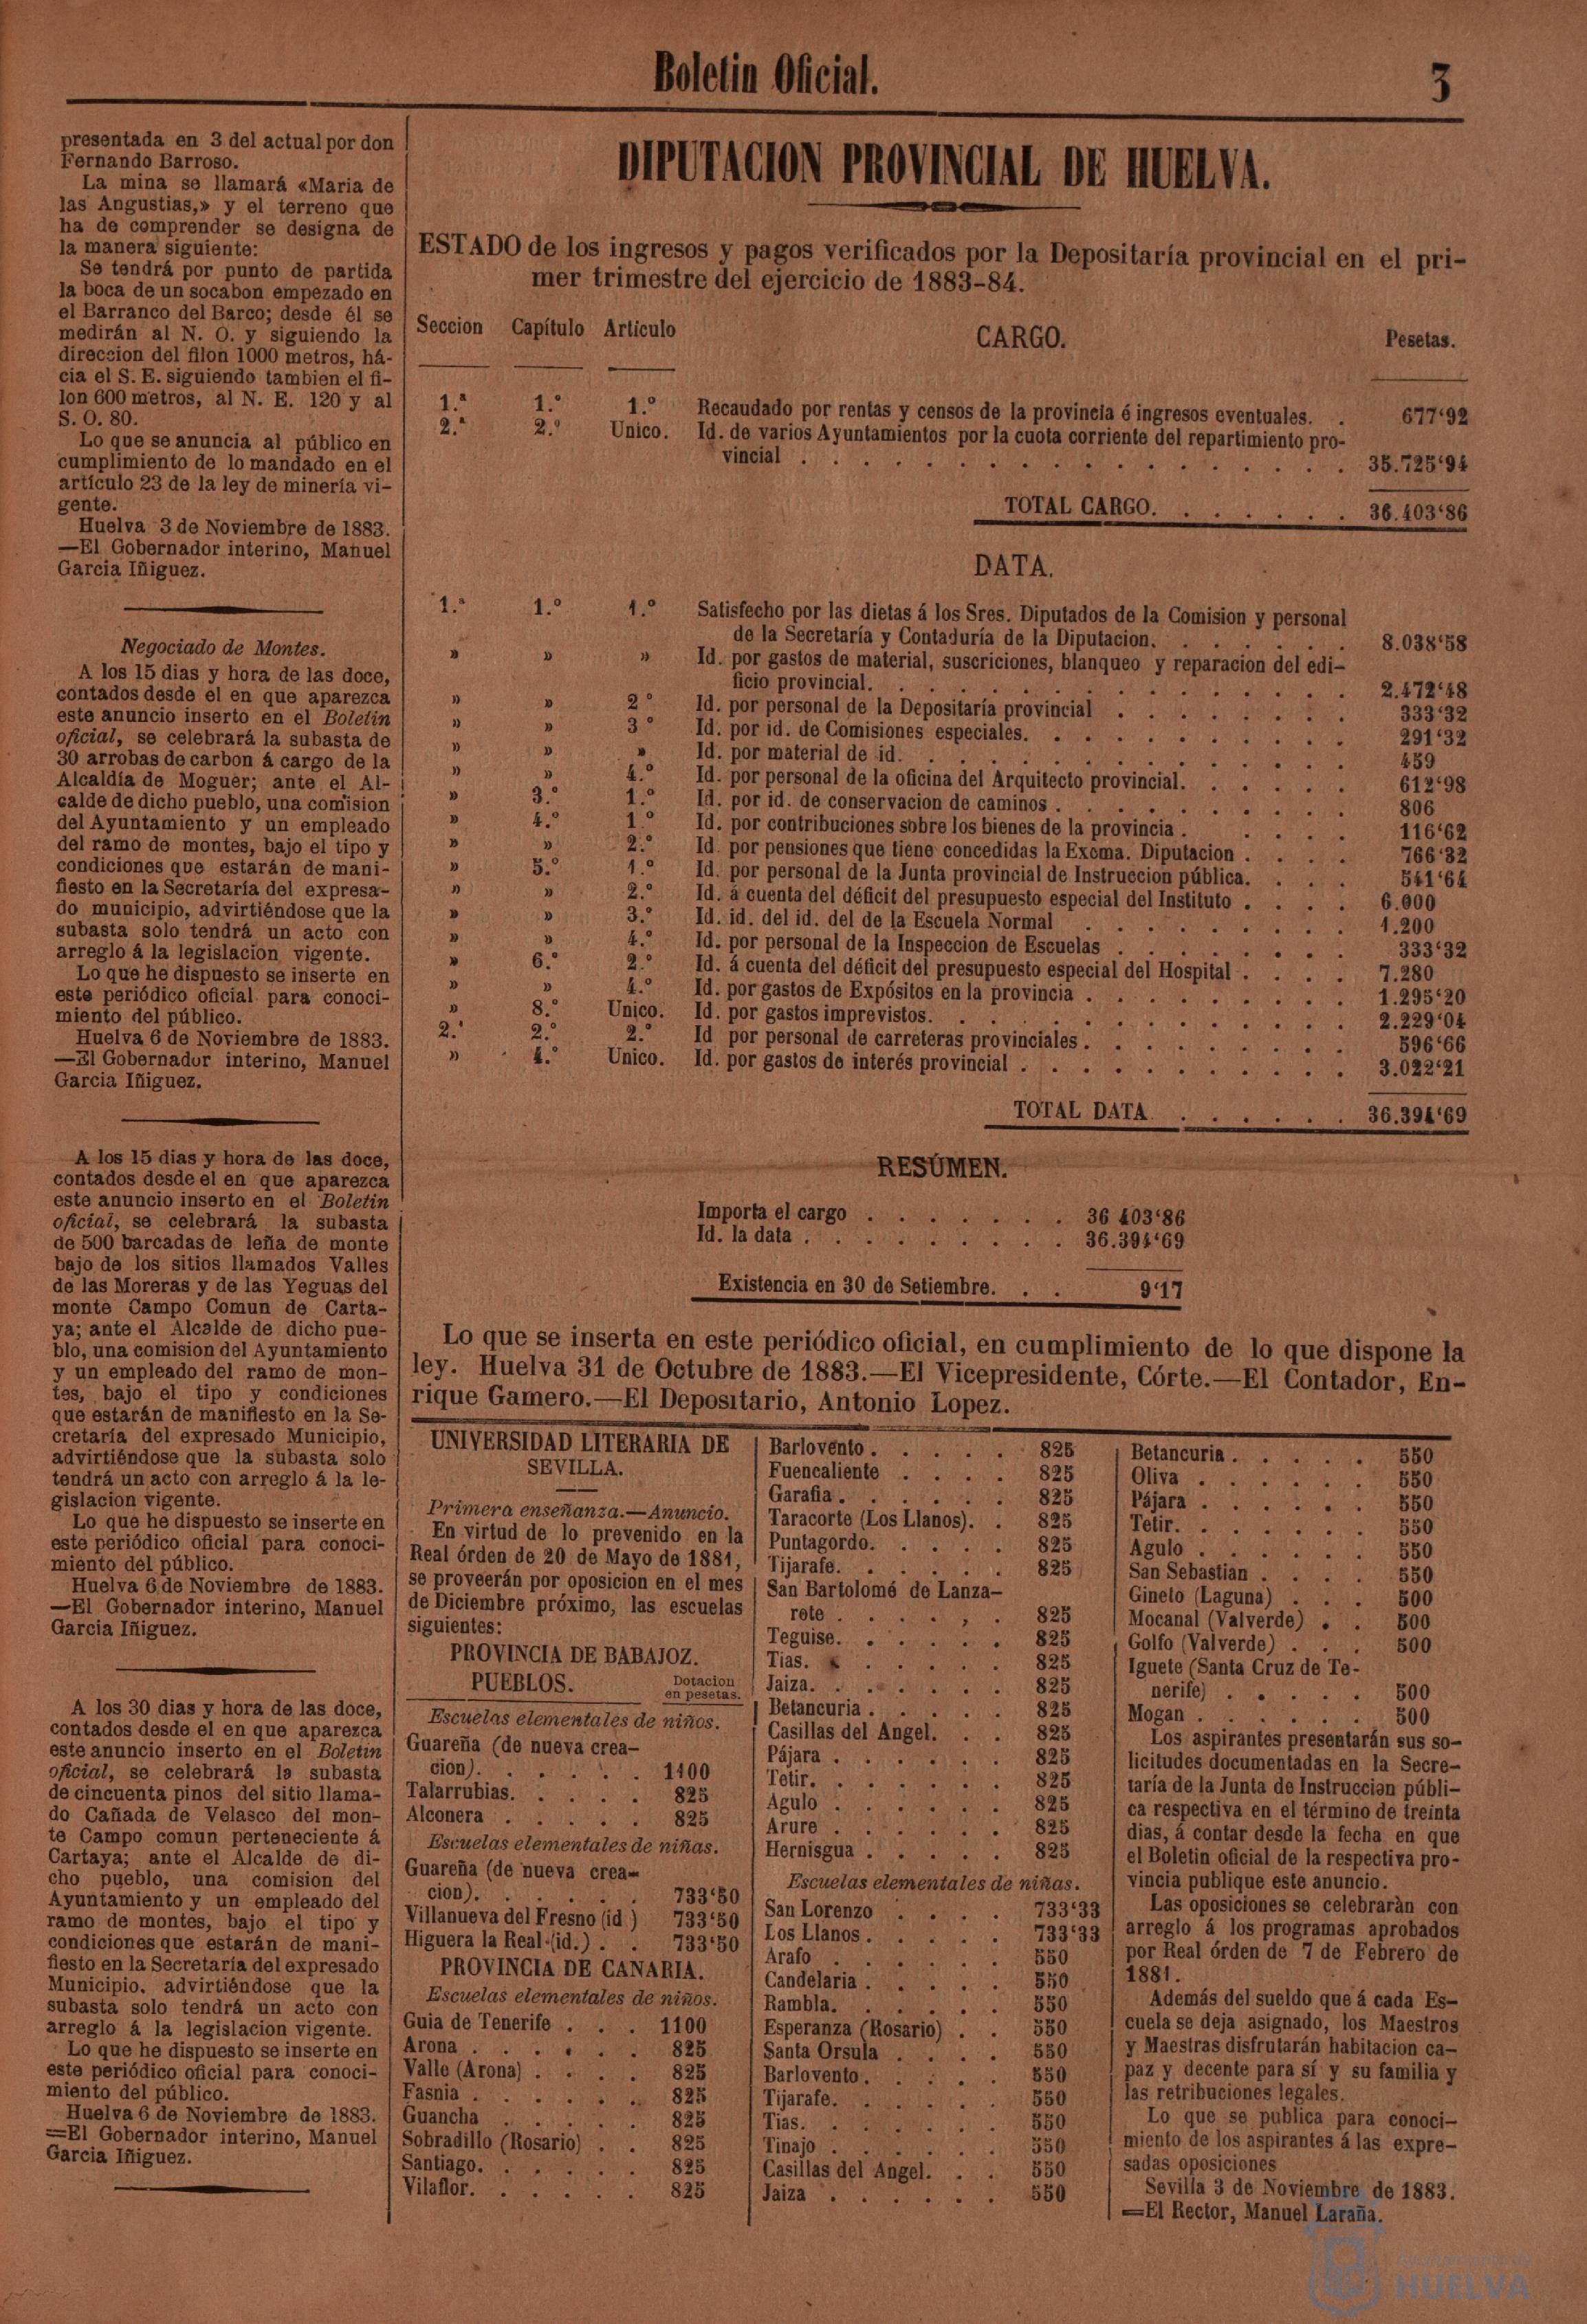 Boletin Oficial.
3
presentada en 3 del actual por don
Fernando Barroso.
La mina se llamará «Maria de
las Angustias,» y el terreno que
ha de comprender se designa de
la manera siguiente:
Se tendrá por punto de partida
la boca de un socabon empezado en
el Barranco del Barco; desde él se
medirán al N. O. y siguiendo la
direccion del filon 1000 metros, há-
cia el S. E. siguiendo tambien el fi-
lon 600 metros, al N. E. 120 y al
S. O. 80.
Lo que se anuncia al público en
cumplimiento de lo mandado en el
artículo 23 de la ley de minería vi-
gente.
Huelva 3 de Noviembre de 1883.
—El Gobernador interino, Manuel
Garcia Iñiguez.
Negociado de Montes.
A los 15 dias y hora de las doce,
contados desde el en que aparezca
este anuncio inserto en el Boletin
oficial, se celebrará la subasta de
30 arrobas de carbon á cargo de la
Alcaldía de Moguer; ante el Al-
calde de dicho pueblo, una comision
del Ayuntamiento y un empleado
del ramo de montes, bajo el tipo y
condiciones que estarán de mani-
fiesto en la Secretaría del expresa-
do municipio, advirtiéndose que la
subasta solo tendrá un acto con
arreglo á la legislacion vigente.
Lo que he dispuesto se inserte en
este periódico oficial para conoci-
miento del público.
Huelva 6 de Noviembre de 1883.
—El Gobernador interino, Manuel
Garcia Iñiguez.
A los 15 dias y hora de las doce,
contados desde el en que aparezca
este anuncio inserto en el Boletin
oficial, se celebrará la subasta
de 500 barcadas de leña de monte
bajo de los sitios llamados Valles
de las Moreras y de las Yeguas del
monte Campo Comun de Carta-
ya; ante el Alcalde de dicho pue-
blo, una comision del Ayuntamiento
y un empleado del ramo de mon-
tes, bajo el tipo y condiciones
que estarán de manifiesto en la Se-
cretaría del expresado Municipio,
advirtiéndose que la subasta solo
tendrá un acto con arreglo á la le-
gislacion vigente.
Lo que he dispuesto se inserte en
este periódico oficial para conoci-
miento del público.
Huelva 6 de Noviembre de 1883.
—El Gobernador interino, Manuel
Garcia Iñiguez.
A los 30 dias y hora de las doce,
contados desde el en que aparezca
este anuncio inserto en el Boletin
oficial, se celebrará la subasta
de cincuenta pinos del sitio llama-
do Cañada de Velasco del mon-
te Campo comun perteneciente á
Cartaya; ante el Alcalde de di-
cho pueblo, una comision del
Ayuntamiento y un empleado del
ramo de montes, bajo el tipo y
condiciones que estarán de mani-
fiesto en la Secretaría del expresado
Municipio, advirtiéndose que la
subasta solo tendrá un acto con
arreglo á la legislacion vigente.
Lo que he dispuesto se inserte en
este periódico oficial para conoci-
miento del público.
Huelva 6 de Noviembre de 1883.
=El Gobernador interino, Manuel
Garcia Iñiguez.
DIPUTACION PROVINCIAL DE HUELVA.
ESTADO de los ingresos y pagos verificados por la Depositaría provincial en el pri-
mer trimestre del ejercicio de 1883-84.
Seccion Capítulo Artículo CARGO. Pesetas.
1.ª 1.º 1.º Recaudado por rentas y censos de la provincia é ingresos eventuales. . 677'92
2.ª 2.º Unico. Id. de varios Ayuntamientos por la cuota corriente del repartimiento pro-
vincial . . . . . . . . . . 35.725'94
TOTAL CARGO. . . . . . . 36.403'86
DATA.
1.ª 1.º 1.º Satisfecho por las dietas á los Sres. Diputados de la Comision y personal
de la Secretaría y Contaduría de la Diputacion. . . . . . . 8.038'58
» » » Id. por gastos de material, suscriciones, blanqueo y reparacion del edi-
ficio provincial. . . . . . . . . . 2.472'48
» » 2º Id. por personal de la Depositaría provincial . . . . . . . 333'32
» » 3º Id. por id. de Comisiones especiales. . . . . . . . 291'32
» » » Id. por material de id. . . . . . . . 459
» » 4.º Id. por personal de la oficina del Arquitecto provincial. . . . . . 612'98
» 3.º 1.º Id. por id. de conservacion de caminos . . . . . . . 806
» 4.º 1º Id. por contribuciones sobre los bienes de la provincia . . . . . 116'62
» » 2.º Id. por pensiones que tiene concedidas la Excma. Diputacion . . . . 766'32
» 5.º 1.º Id. por personal de la Junta provincial de Instruccion pública. . . . 541'64
» » 2.º Id. á cuenta del déficit del presupuesto especial del Instituto . . . . 6.000
» » 3.º Id. id. del id. del de la Escuela Normal . . . . . . . 1.200
» » 4.º Id. por personal de la Inspeccion de Escuelas . . . . . . . 333'32
» 6.º 2.º Id. á cuenta del déficit del presupuesto especial del Hospital . . . . 7.280
» » 4.º Id. por gastos de Expósitos en la provincia . . . . . . . 1.295'20
» 8.º Unico. Id. por gastos imprevistos. . . . . . . . 2.229'04
2.ª 2.º 2.º Id por personal de carreteras provinciales . . . . . . . 596'66
» 4.º Unico. Id. por gastos de interés provincial . . . . . . . 3.022'21
TOTAL DATA. . . . . . . 36.394'69
RESÚMEN.
Importa el cargo . . . . . . . 36 403'86
Id. la data . . . . . . . . 36.394'69
Existencia en 30 de Setiembre. . . 9'17
Lo que se inserta en este periódico oficial, en cumplimiento de lo que dispone la
ley. Huelva 31 de Octubre de 1883.—El Vicepresidente, Córte.—El Contador, En-
rique Gamero.—El Depositario, Antonio Lopez.
UNIVERSIDAD LITERARIA DE
SEVILLA.
Primera enseñanza.—Anuncio.
En virtud de lo prevenido en la
Real órden de 20 de Mayo de 1881,
se proveerán por oposicion en el mes
de Diciembre próximo, las escuelas
siguientes:
PROVINCIA DE BABAJOZ.
PUEBLOS. Dotacion
en pesetas.
Escuelas elementales de niños.
Guareña (de nueva crea-
cion). . . . . . 1100
Talarrubias. . . . . 825
Alconera . . . . . 825
Escuelas elementales de niñas.
Guareña (de nueva crea-
cion). . . . . . 733'50
Villanueva del Fresno (id.) 733'50
Higuera la Real (id.) . . 733'50
PROVINCIA DE CANARIA.
Escuelas elementales de niños.
Guia de Tenerife . . . 1100
Arona . . . . . . 825
Valle (Arona) . . . . 825
Fasnia . . . . . . 825
Guancha . . . . . 825
Sobradillo (Rosario) . . 825
Santiago. . . . . . 825
Vilaflor. . . . . . 825
Barlovento . . . . . 825
Fuencaliente . . . . 825
Garafia . . . . . . 825
Taracorte (Los Llanos). . 825
Puntagordo. . . . . 825
Tijarafe. . . . . . 825
San Bartolomé de Lanza-
rote . . . . . . 825
Teguise. . . . . . 825
Tias. . . . . . . 825
Jaiza. . . . . . . 825
Betancuria . . . . . 825
Casillas del Angel. . . 825
Pájara . . . . . . 825
Tetir. . . . . . . 825
Agulo . . . . . . 825
Arure . . . . . . 825
Hernisgua . . . . . 825
Escuelas elementales de niñas.
San Lorenzo . . . . 733'33
Los Llanos . . . . . 733'33
Arafo . . . . . . 550
Candelaria . . . . . 550
Rambla. . . . . . 550
Esperanza (Rosario) . . 550
Santa Orsula . . . . 550
Barlovento. . . . . 550
Tijarafe. . . . . . 550
Tias. . . . . . . 550
Tinajo . . . . . . 550
Casillas del Angel. . . 550
Jaiza . . . . . . 550
Betancuria . . . . . 550
Oliva . . . . . . 550
Pájara . . . . . . 550
Tetir. . . . . . . 550
Agulo . . . . . . 550
San Sebastian . . . . 550
Gineto (Laguna) . . . 500
Mocanal (Valverde) . . 500
Golfo (Valverde) . . . 500
Iguete (Santa Cruz de Te-
nerife) . . . . . 500
Mogan . . . . . . 500
Los aspirantes presentarán sus so-
licitudes documentadas en la Secre-
taría de la Junta de Instruccion públi-
ca respectiva en el término de treinta
dias, á contar desde la fecha en que
el Boletin oficial de la respectiva pro-
vincia publique este anuncio.
Las oposiciones se celebraràn con
arreglo á los programas aprobados
por Real órden de 7 de Febrero de
1881.
Además del sueldo que á cada Es-
cuela se deja asignado, los Maestros
y Maestras disfrutarán habitacion ca-
paz y decente para sí y su familia y
las retribuciones legales.
Lo que se publica para conoci-
miento de los aspirantes á las expre-
sadas oposiciones
Sevilla 3 de Noviembre de 1883.
=El Rector, Manuel Laraña.
HUELVA